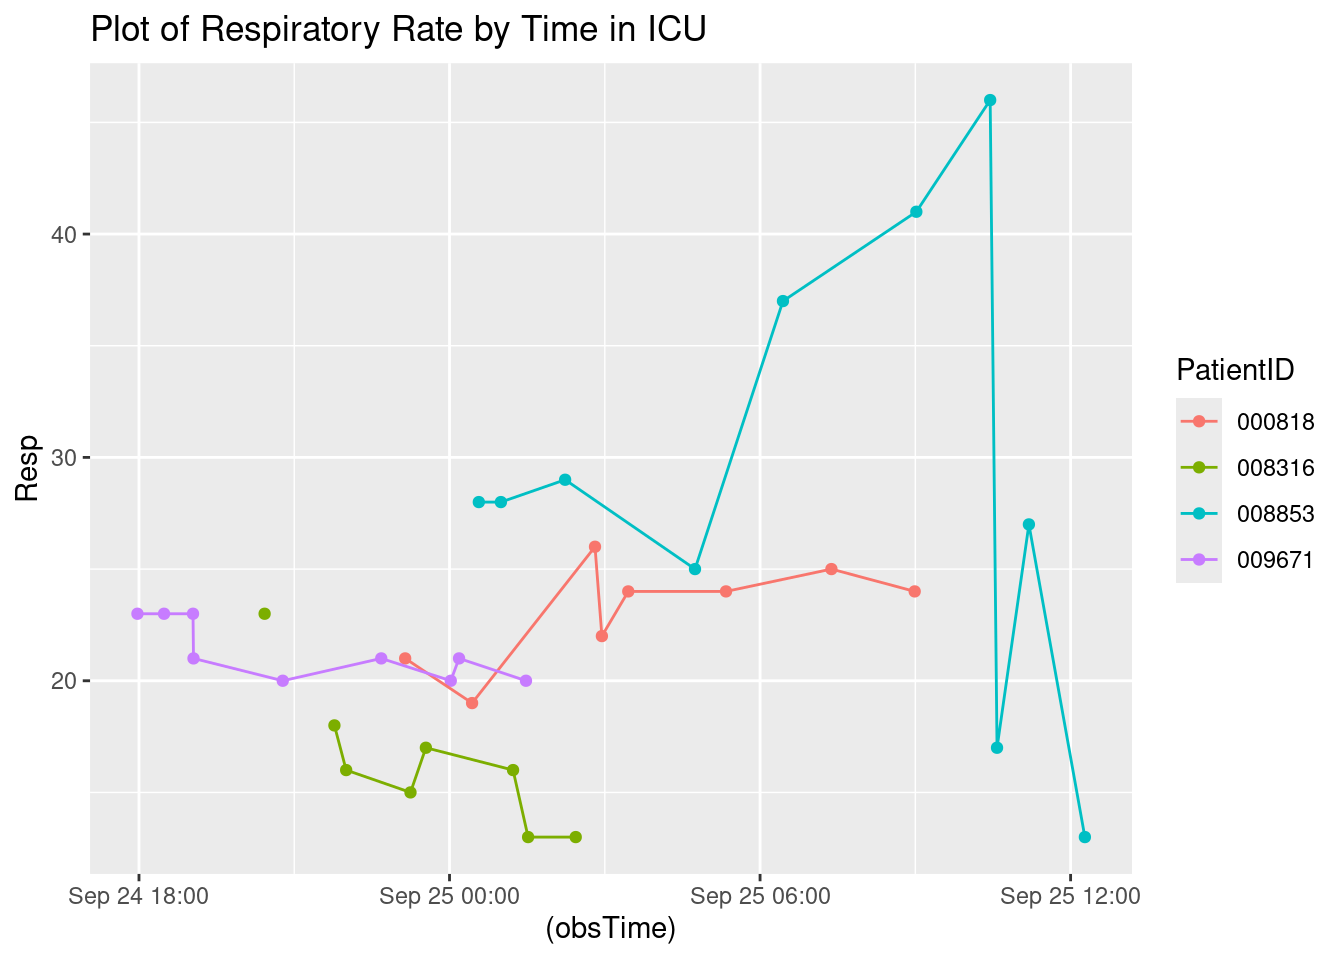 Plot of Respiratory Rate by Time in ICU
Resp
40
30
20
Sep 24 18:00 Sep 25 00:00 Sep 25 06:00 Sep 25 12:00
(obsTime)
PatientID
000818
008316
008853
009671